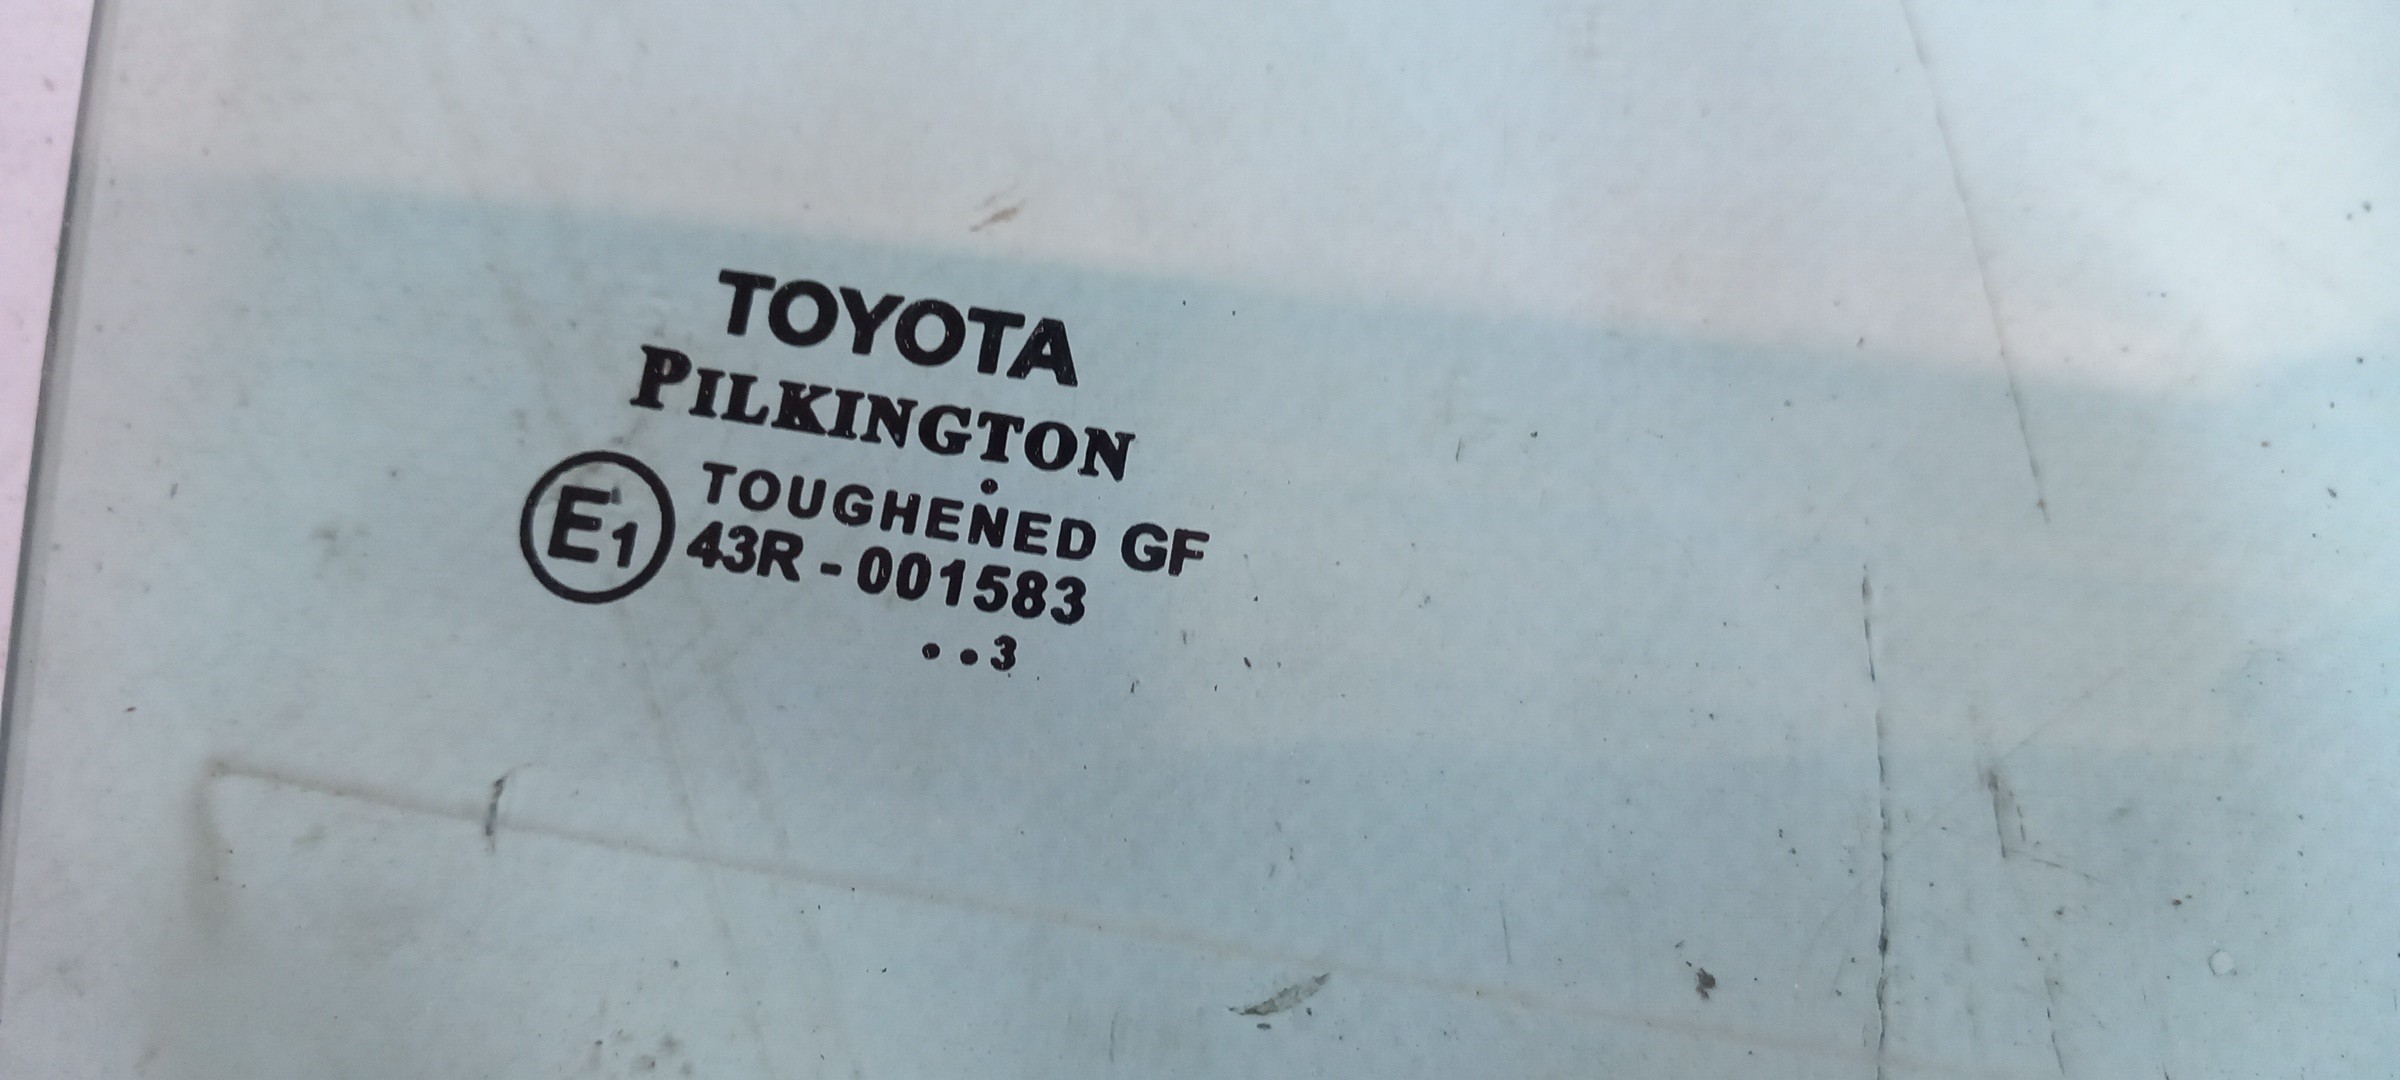 TOYOTA
PILKINGTON
TOUGHENED GF
E1 43R - 001583
..3